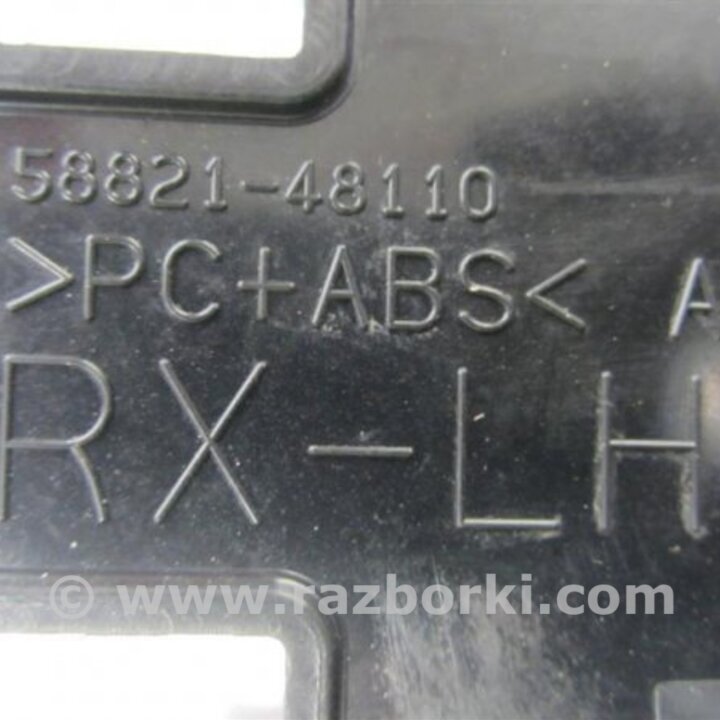 58821-48110
>PC+ABS< A
RX-LH
© www.razborki.com